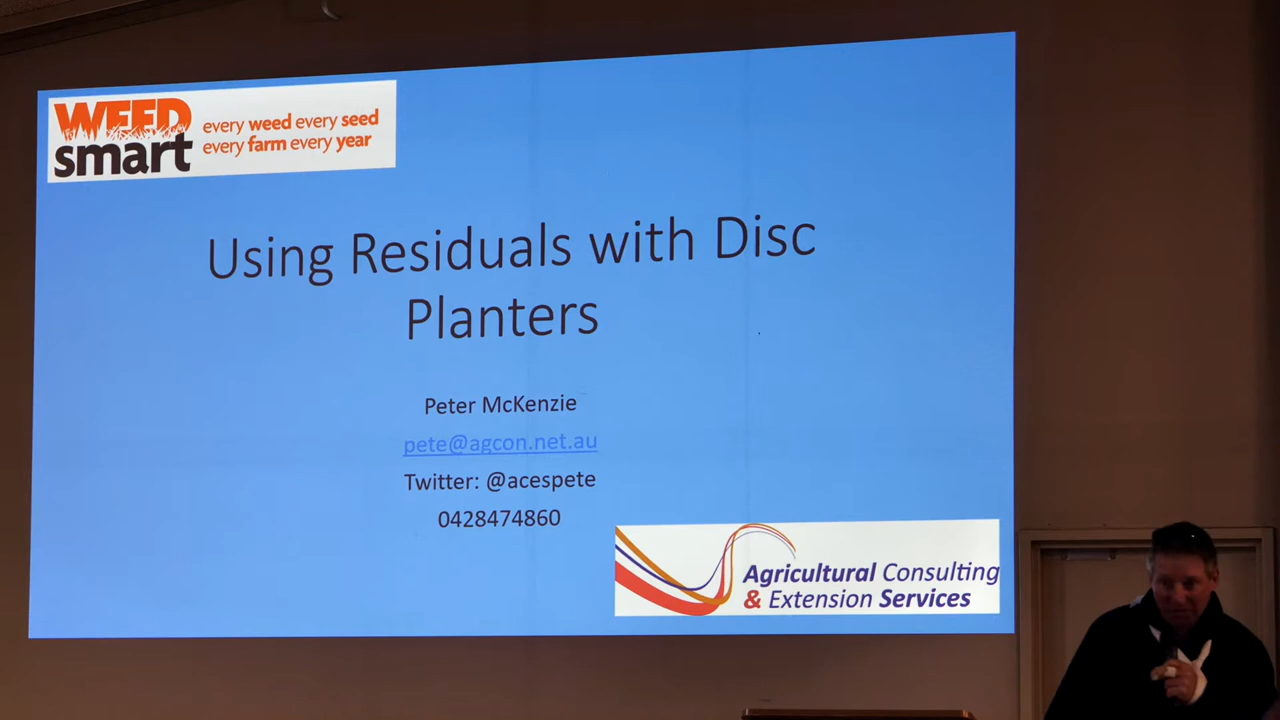 WEED
smart
every weed every seed
every farm every year
Using Residuals with Disc
Planters
Peter McKenzie
pete@agcon.net.au
Twitter: @acespete
0428474860
Agricultural Consulting
& Extension Services